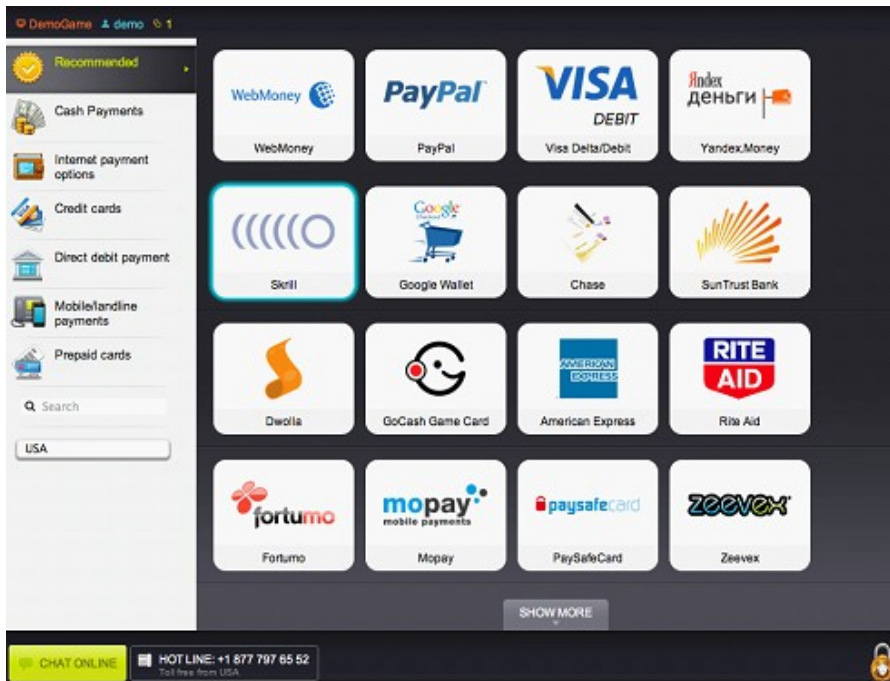 DemoGame demo 1
Recommended
Cash Payments
Internet payment
options
Credit cards
Direct debit payment
Mobile/landline
payments
Prepaid cards
Search
USA
WebMoney
WebMoney
PayPal
PayPal
VISA
DEBIT
Visa Delta/Debit
Яndex
деньги
Yandex.Money
Skrill
Google
Google Wallet
Chase
SunTrust Bank
Dwolla
GoCash Game Card
AMERICAN
EXPRESS
American Express
RITE
AID
Rite Aid
fortumo
Fortumo
mopay
mobile payments
Mopay
paysafecard
PaySafeCard
zeevex
Zeevex
SHOW MORE
CHAT ONLINE
HOT LINE: +1 877 797 65 52
Toll free from USA